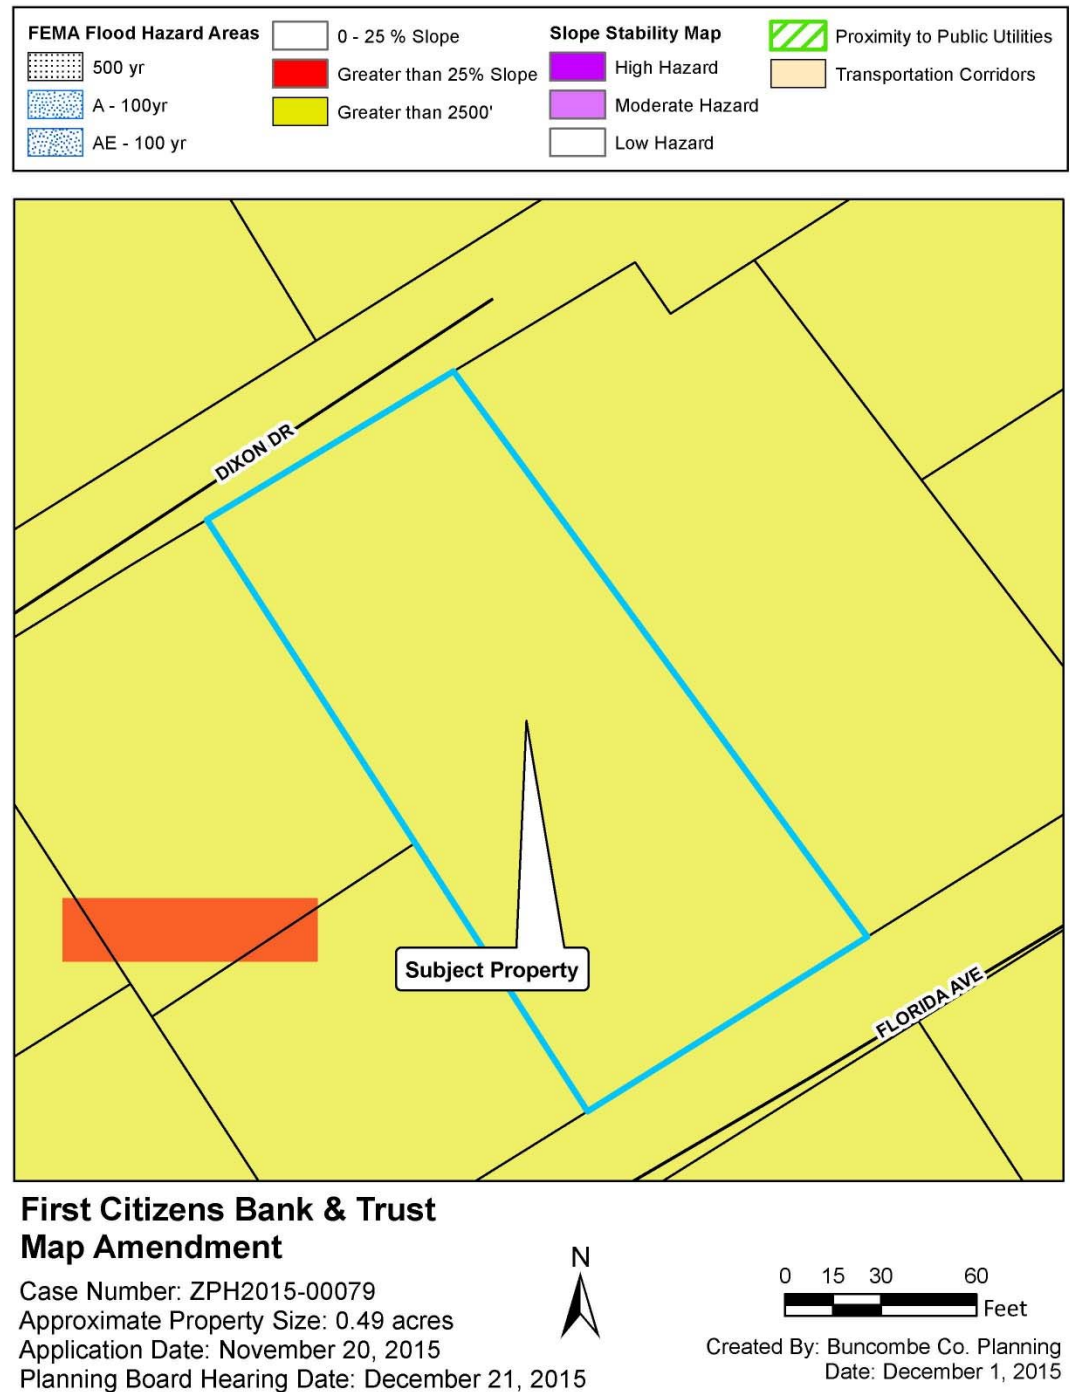 FEMA Flood Hazard Areas
500 yr
A - 100yr
AE - 100 yr
0 - 25 % Slope
Greater than 25% Slope
Greater than 2500'
Slope Stability Map
High Hazard
Moderate Hazard
Low Hazard
Proximity to Public Utilities
Transportation Corridors
DIXON DR
Subject Property
FLORIDA AVE
First Citizens Bank & Trust
Map Amendment
Case Number: ZPH2015-00079
Approximate Property Size: 0.49 acres
Application Date: November 20, 2015
Planning Board Hearing Date: December 21, 2015
N
0 15 30 60
Feet
Created By: Buncombe Co. Planning
Date: December 1, 2015